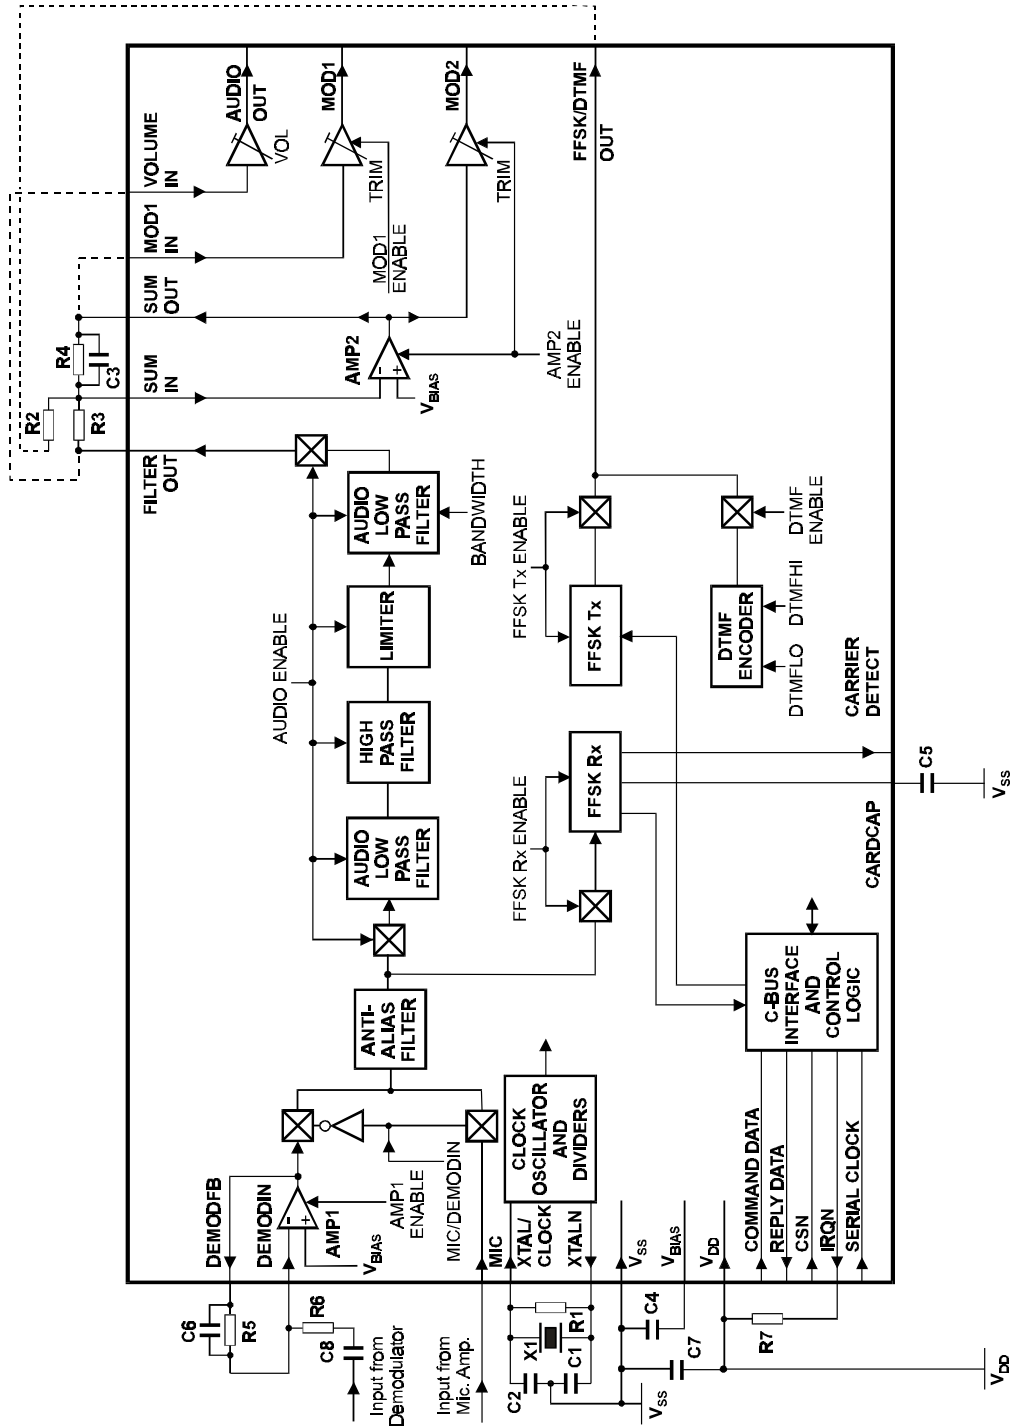 VOLUME
IN
MOD1
IN
SUM
OUT
SUM
IN
FILTER
OUT
R4
C3
R2
R3
AUDIO
OUT
VOL
MOD1
TRIM
MOD1
ENABLE
MOD2
TRIM
AMP2
V BIAS
AMP2
ENABLE
FFSK/DTMF
OUT
AUDIO ENABLE
AUDIO
LOW
PASS
FILTER
BANDWIDTH
LIMITER
HIGH
PASS
FILTER
AUDIO
LOW
PASS
FILTER
FFSK Tx ENABLE
FFSK Tx
DTMF
ENABLE
DTMF
ENCODER
DTMFHI
DTMFLO
CARRIER
DETECT
FFSK Rx ENABLE
FFSK Rx
CARDCAP
C5
VSS
ANTI-
ALIAS
FILTER
C-BUS
INTERFACE
AND
CONTROL
LOGIC
CLOCK
OSCILLATOR
AND
DIVIDERS
DEMODFB
DEMODIN
AMP1
VBIAS
AMP1
ENABLE
MIC/DEMODIN
MIC
XTAL/
CLOCK
XTALN
VSS
VBIAS
VDD
COMMAND DATA
REPLY DATA
CSN
IRQN
SERIAL CLOCK
C6
R5
R6
C8
Input from
Demodulator
Input from
Mic. Amp.
X1
R1
C2
C1
C4
C7
VSS
R7
VDD